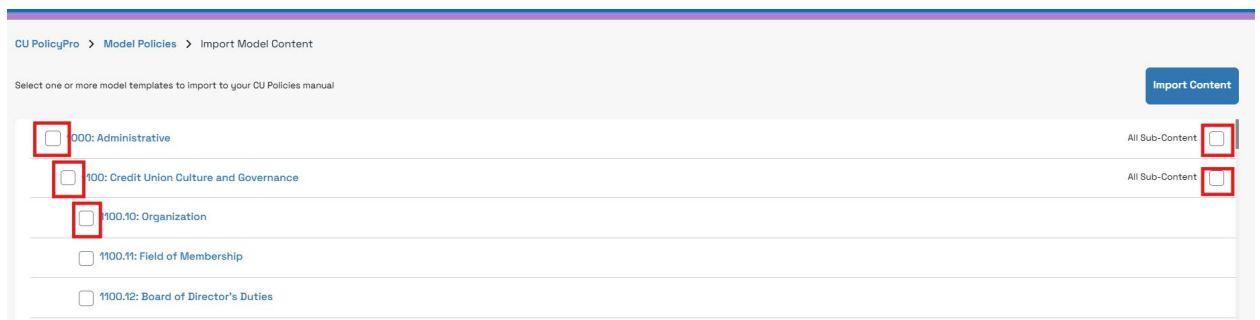 CU PolicyPro > Model Policies > Import Model Content
Select one or more model templates to import to your CU Policies manual
Import Content
1000: Administrative
All Sub-Content
1100: Credit Union Culture and Governance
All Sub-Content
1100.10: Organization
1100.11: Field of Membership
1100.12: Board of Director's Duties